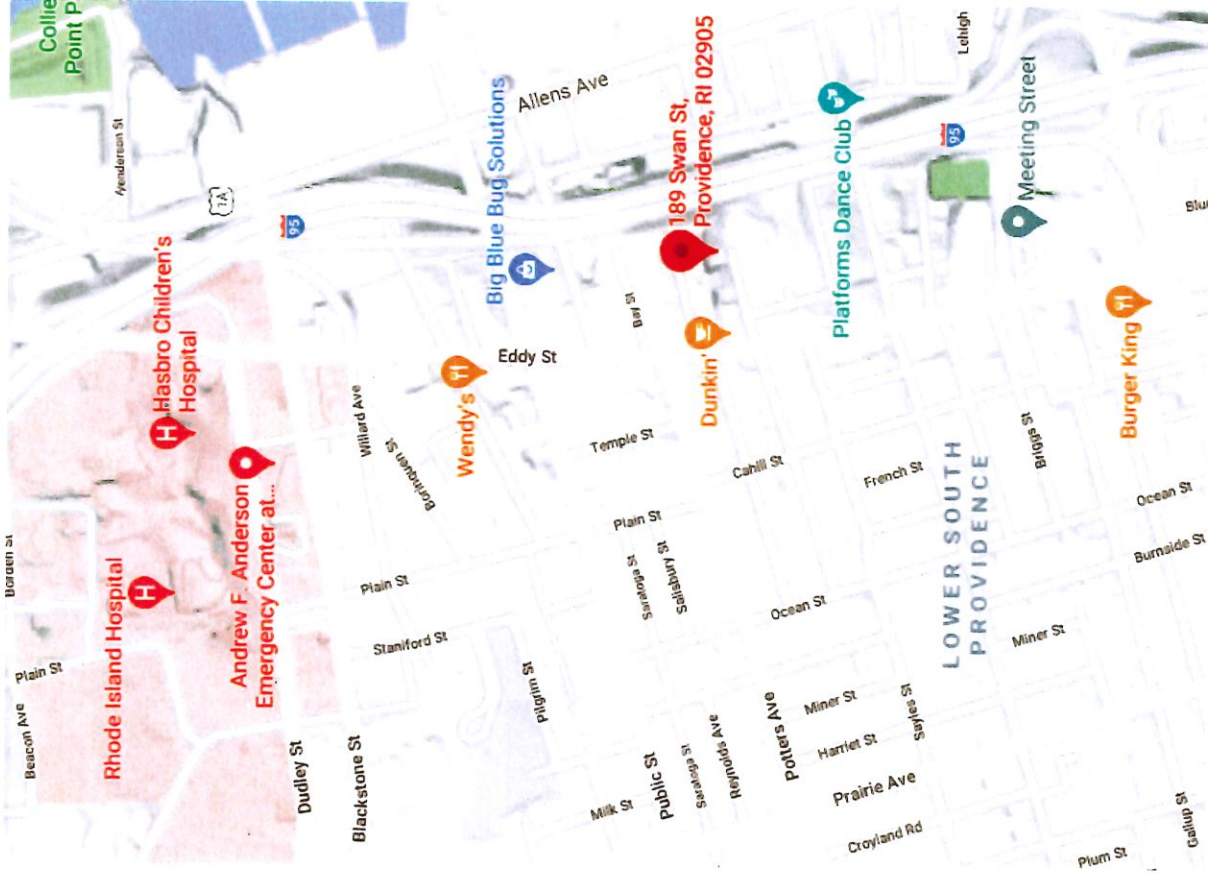 Collie
Point P
Henderson St
1A
95
Allens Ave
Lehigh
Hasbro Children's
Hospital
Big Blue Bug Solutions
189 Swan St,
Providence, RI 02905
Platforms Dance Club
95
Meeting Street
Borden St
H
Andrew F. Anderson
Emergency Center at...
Willard Ave
Borinquen St
Wendy's
Eddy St
Bay St
Dunkin'
Temple St
Cahill St
French St
Briggs St
Burger King
Blu
Rhode Island Hospital
H
Plain St
Beacon Ave
Plain St
Staniford St
Plain St
Saratoga St
Salisbury St
Ocean St
LOWER SOUTH
PROVIDENCE
Ocean St
Burnside St
Dudley St
Blackstone St
Pilgrim St
Milk St
Public St
Saratoga St
Reynolds Ave
Potters Ave
Miner St
Harriet St
Sayles St
Miner St
Prairie Ave
Croyland Rd
Plum St
Gallup St